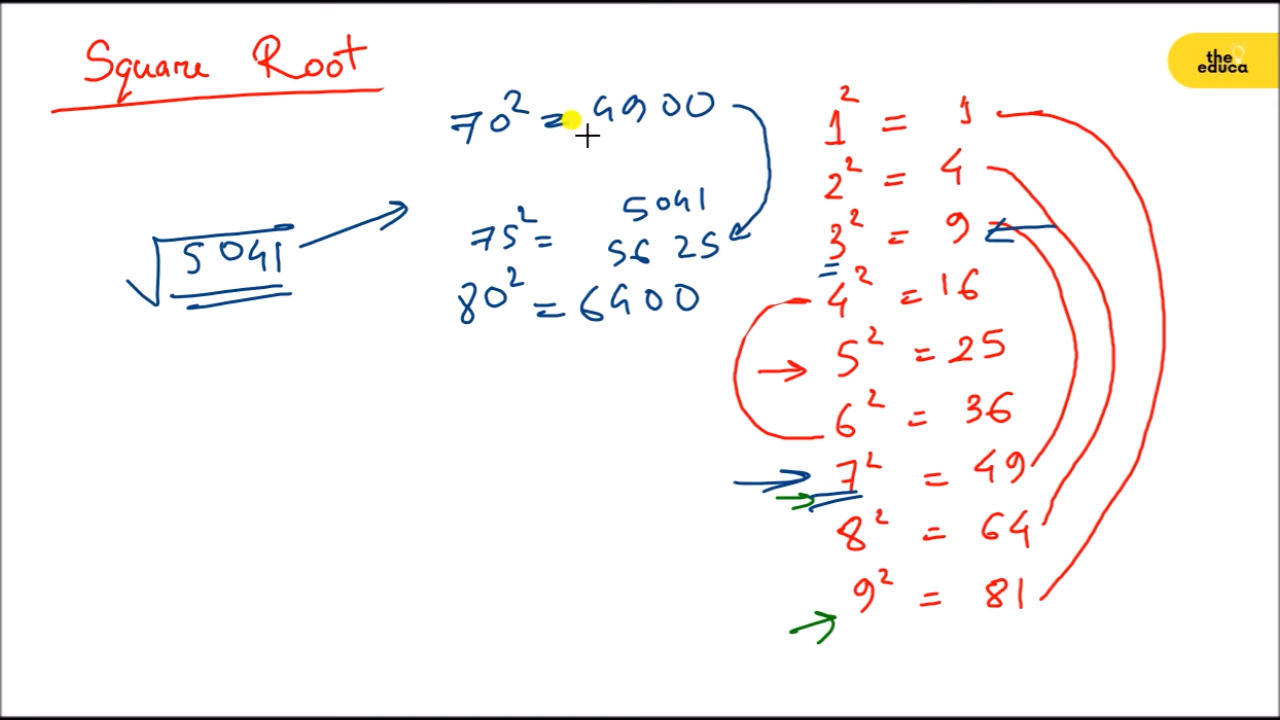 Square Root
the
educa
70² = 4900
√5041
5041
75² = 5625
80² = 6400
1² = 1
2² = 4
3² = 9
4² = 16
5² = 25
6² = 36
7² = 49
8² = 64
9² = 81